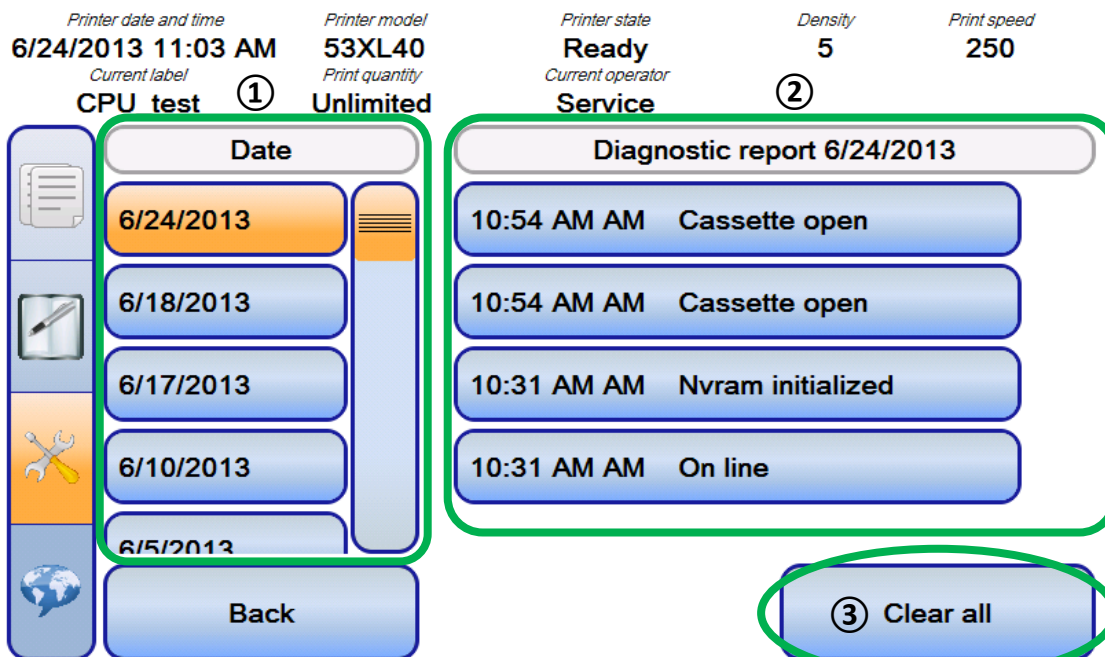 Printer date and time Printer model Printer state Density Print speed
6/24/2013 11:03 AM 53XL40 Ready 5 250
Current label Print quantity Current operator
CPU_test ① Unlimited Service ②
Date Diagnostic report 6/24/2013
6/24/2013 10:54 AM AM Cassette open
6/18/2013 10:54 AM AM Cassette open
6/17/2013 10:31 AM AM Nvram initialized
6/10/2013 10:31 AM AM On line
6/5/2013
Back ③ Clear all